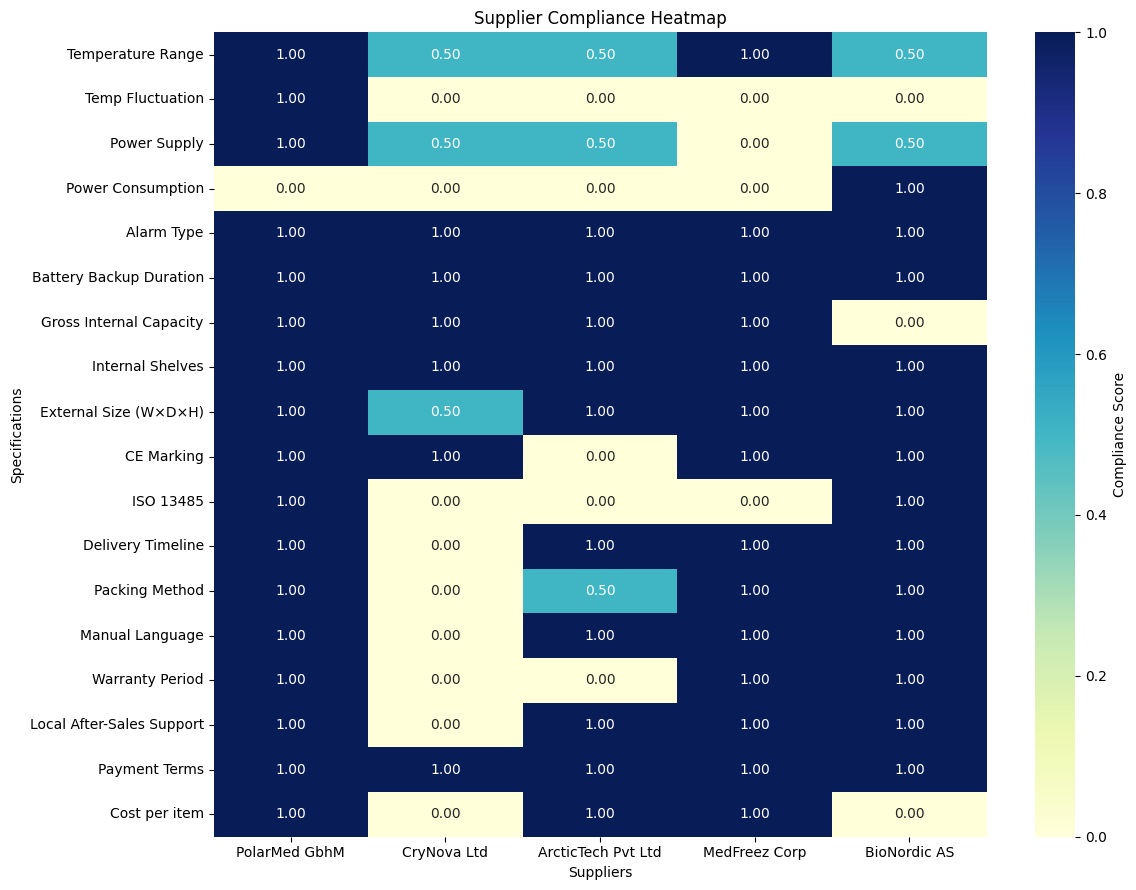 Supplier Compliance Heatmap
Temperature Range 1.00 0.50 0.50 1.00 0.50
Temp Fluctuation 1.00 0.00 0.00 0.00 0.00
Power Supply 1.00 0.50 0.50 0.00 0.50
Power Consumption 0.00 0.00 0.00 0.00 1.00
Alarm Type 1.00 1.00 1.00 1.00 1.00
Battery Backup Duration 1.00 1.00 1.00 1.00 1.00
Gross Internal Capacity 1.00 1.00 1.00 1.00 0.00
Internal Shelves 1.00 1.00 1.00 1.00 1.00
External Size (W×D×H) 1.00 0.50 1.00 1.00 1.00
CE Marking 1.00 1.00 0.00 1.00 1.00
ISO 13485 1.00 0.00 0.00 0.00 1.00
Delivery Timeline 1.00 0.00 1.00 1.00 1.00
Packing Method 1.00 0.00 0.50 1.00 1.00
Manual Language 1.00 0.00 1.00 1.00 1.00
Warranty Period 1.00 0.00 0.00 1.00 1.00
Local After-Sales Support 1.00 0.00 1.00 1.00 1.00
Payment Terms 1.00 1.00 1.00 1.00 1.00
Cost per item 1.00 0.00 1.00 1.00 0.00
PolarMed GbhM CryNova Ltd ArcticTech Pvt Ltd MedFreez Corp BioNordic AS
Suppliers
Specifications
1.0
0.8
0.6
0.4
0.2
0.0
Compliance Score